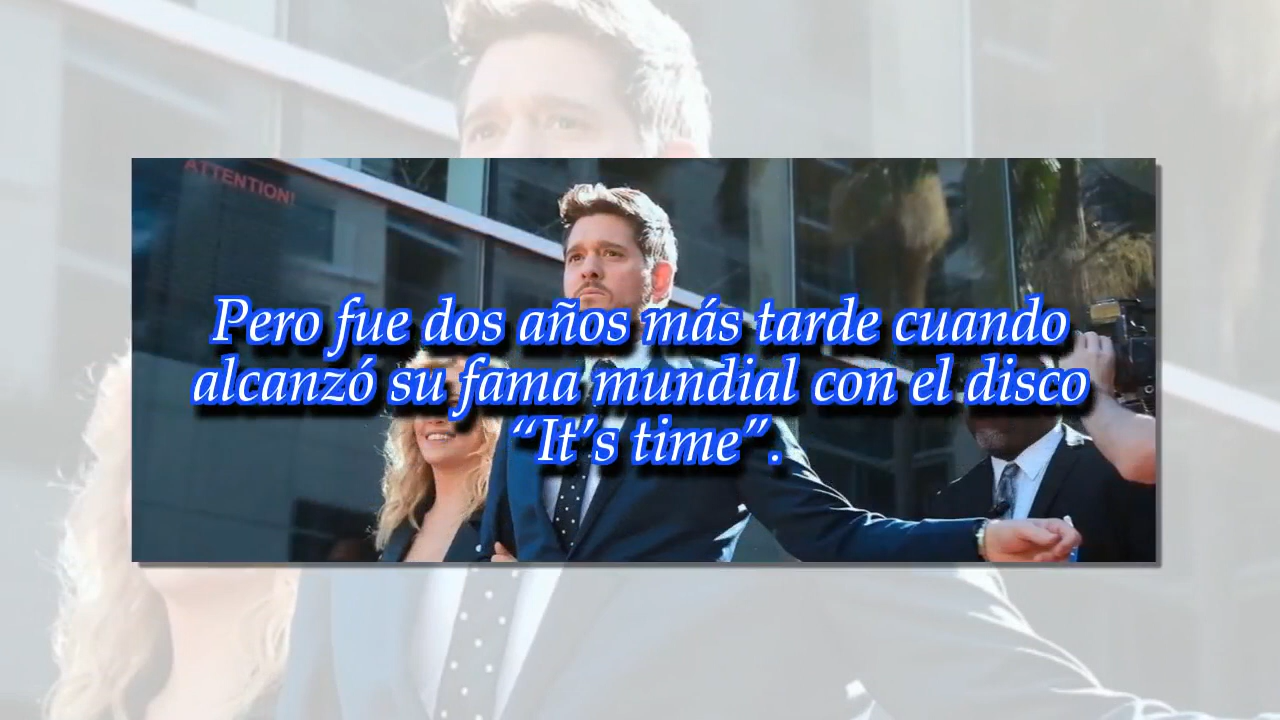 ATTENTION!
Pero fue dos años más tarde cuando
alcanzó su fama mundial con el disco
“It’s time”.